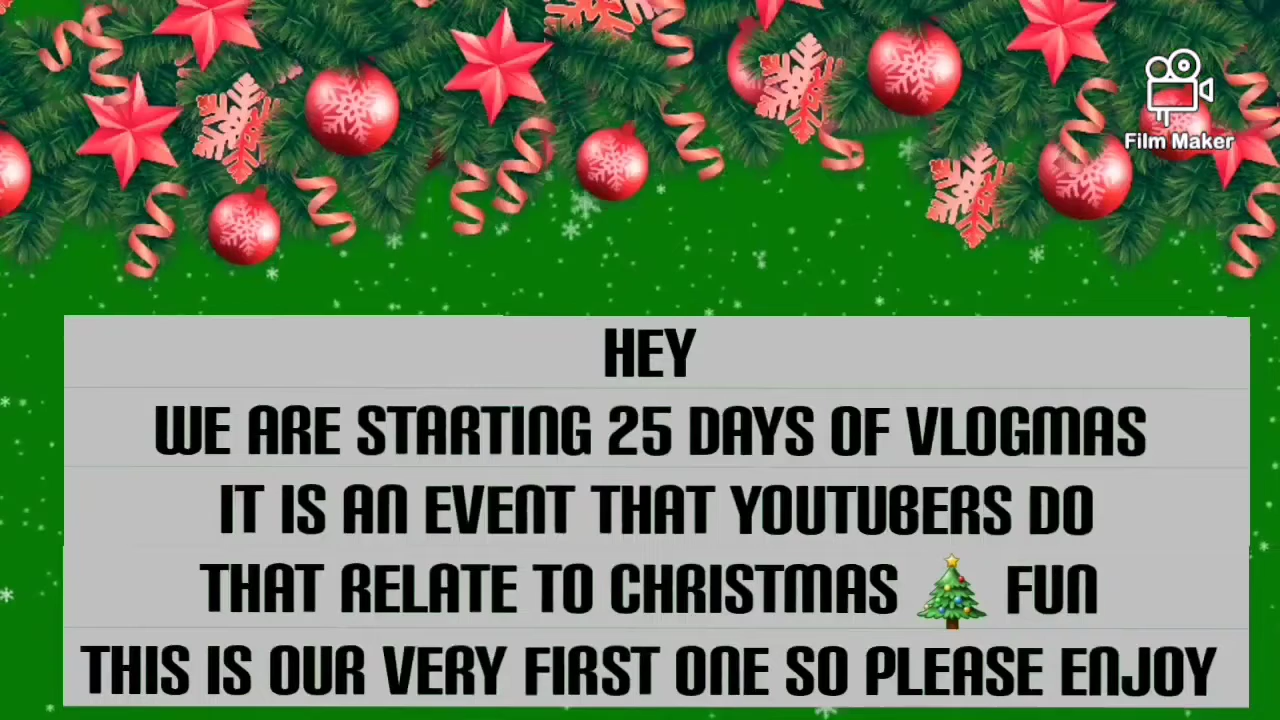 Film Maker
HEY
WE ARE STARTING 25 DAYS OF VLOGMAS
IT IS AN EVENT THAT YOUTUBERS DO
THAT RELATE TO CHRISTMAS 🎄 FUN
THIS IS OUR VERY FIRST ONE SO PLEASE ENJOY